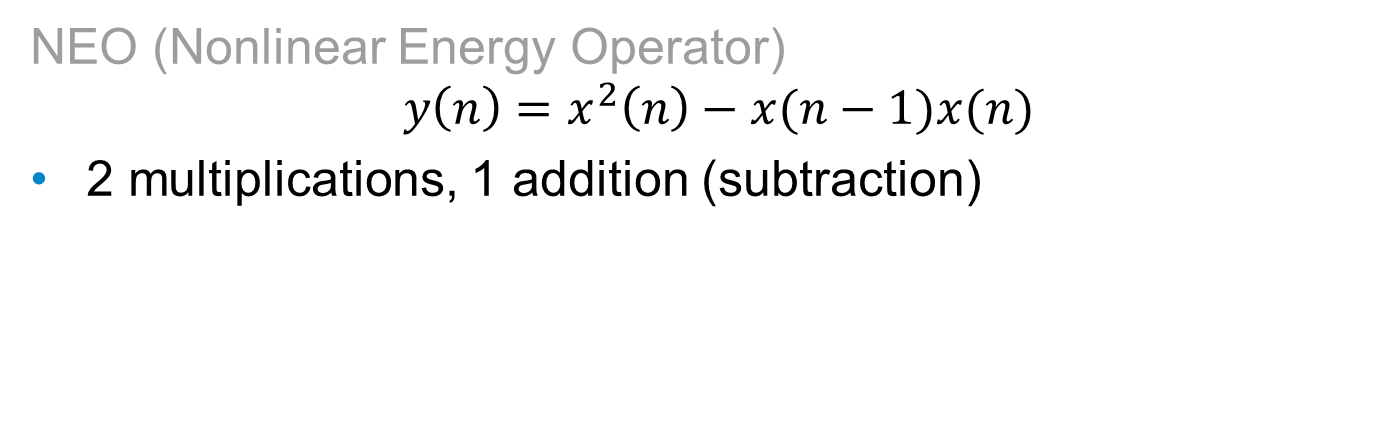 NEO (Nonlinear Energy Operator)
y(n) = x²(n) − x(n − 1)x(n)
• 2 multiplications, 1 addition (subtraction)